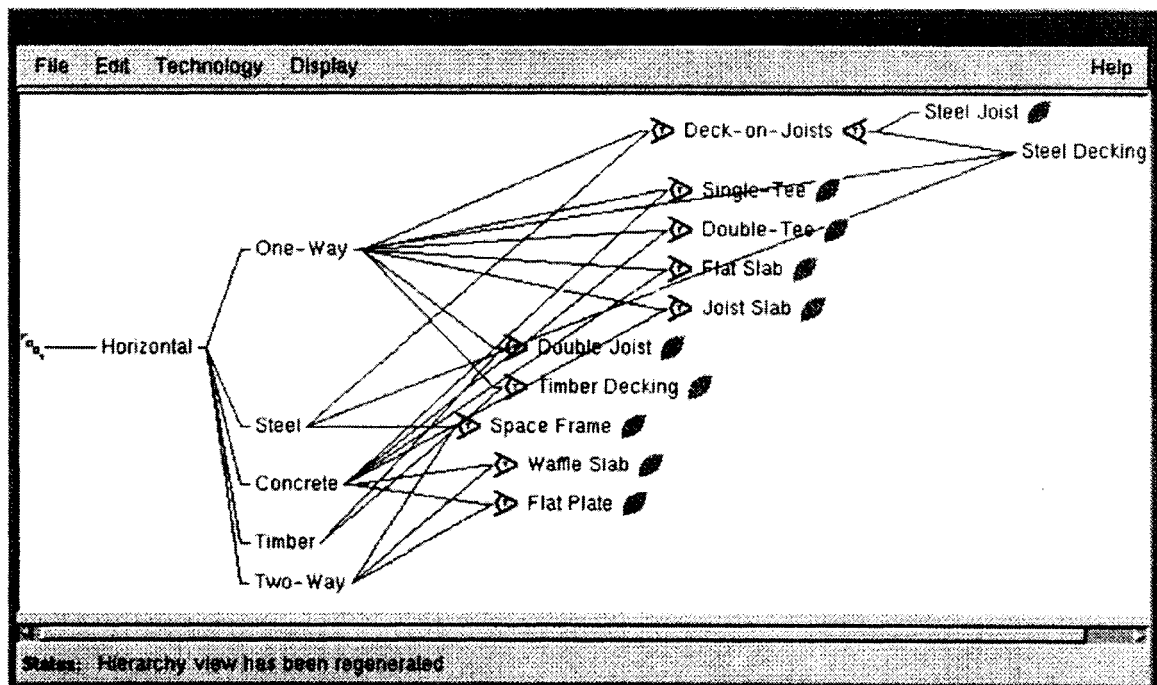 File Edit Technology Display Help
Steel Joist
Deck-on-Joists
Steel Decking
Single-Tee
Double-Tee
One-Way
Flat Slab
Joist Slab
Horizontal
Double Joist
Timber Decking
Steel
Space Frame
Waffle Slab
Concrete
Flat Plate
Timber
Two-Way
Status: Hierarchy view has been regenerated